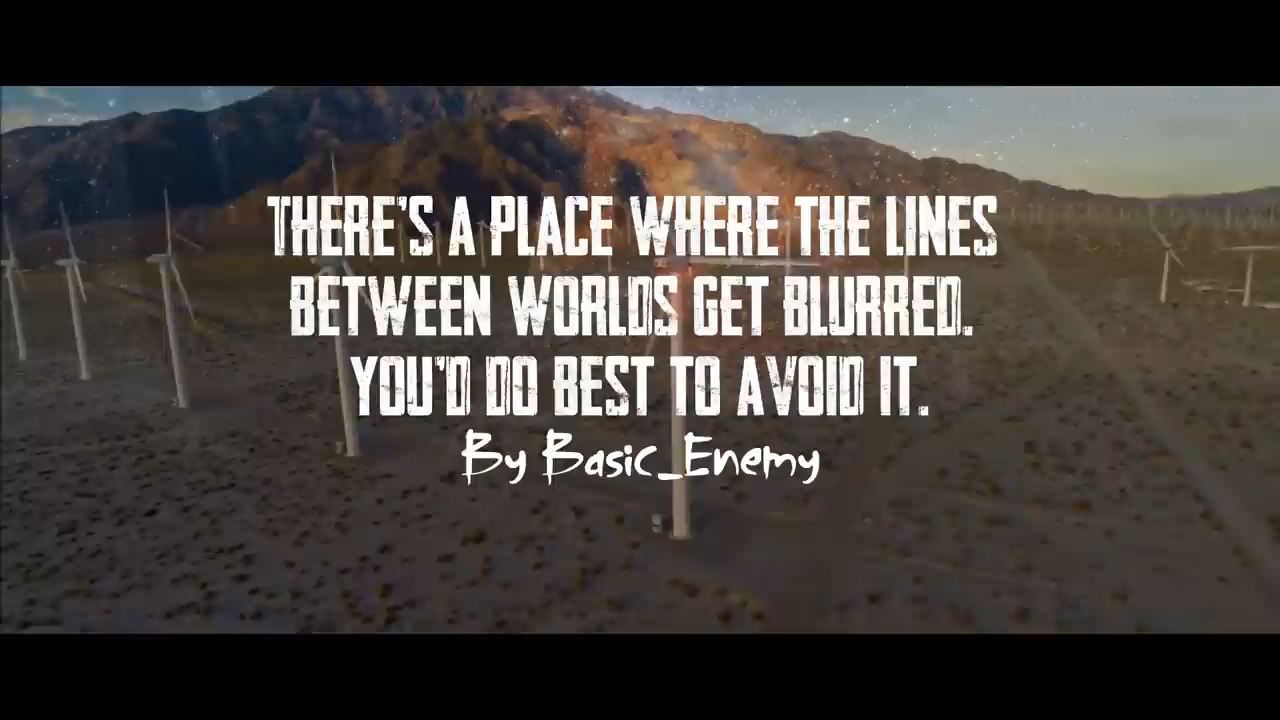 THERE'S A PLACE WHERE THE LINES
BETWEEN WORLDS GET BLURRED.
YOU'D DO BEST TO AVOID IT.
By Basic_Enemy